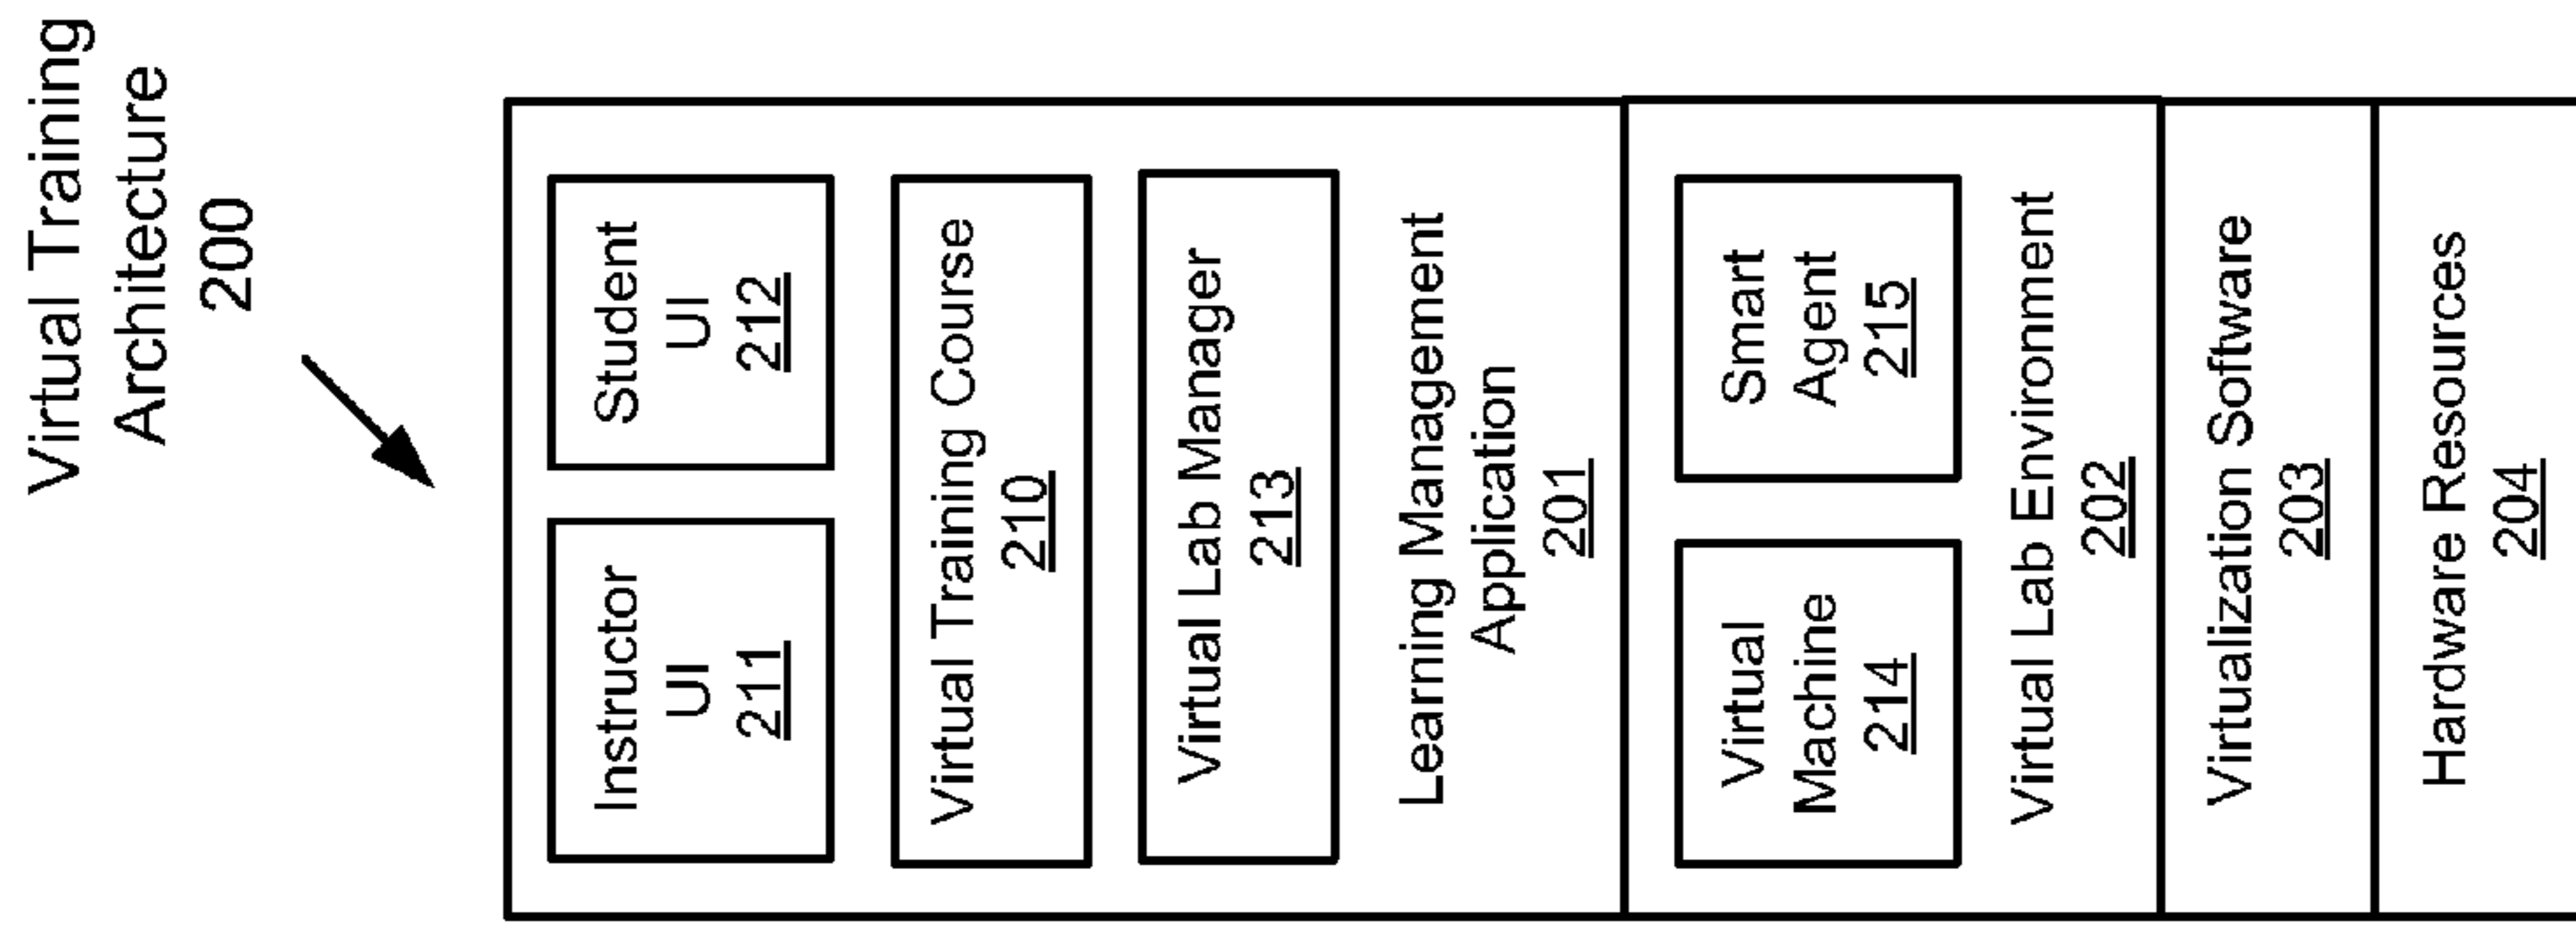 Virtual Training
Architecture
200
Instructor
UI
211
Student
UI
212
Virtual Training Course
210
Virtual Lab Manager
213
Learning Management
Application
201
Virtual
Machine
214
Smart
Agent
215
Virtual Lab Environment
202
Virtualization Software
203
Hardware Resources
204